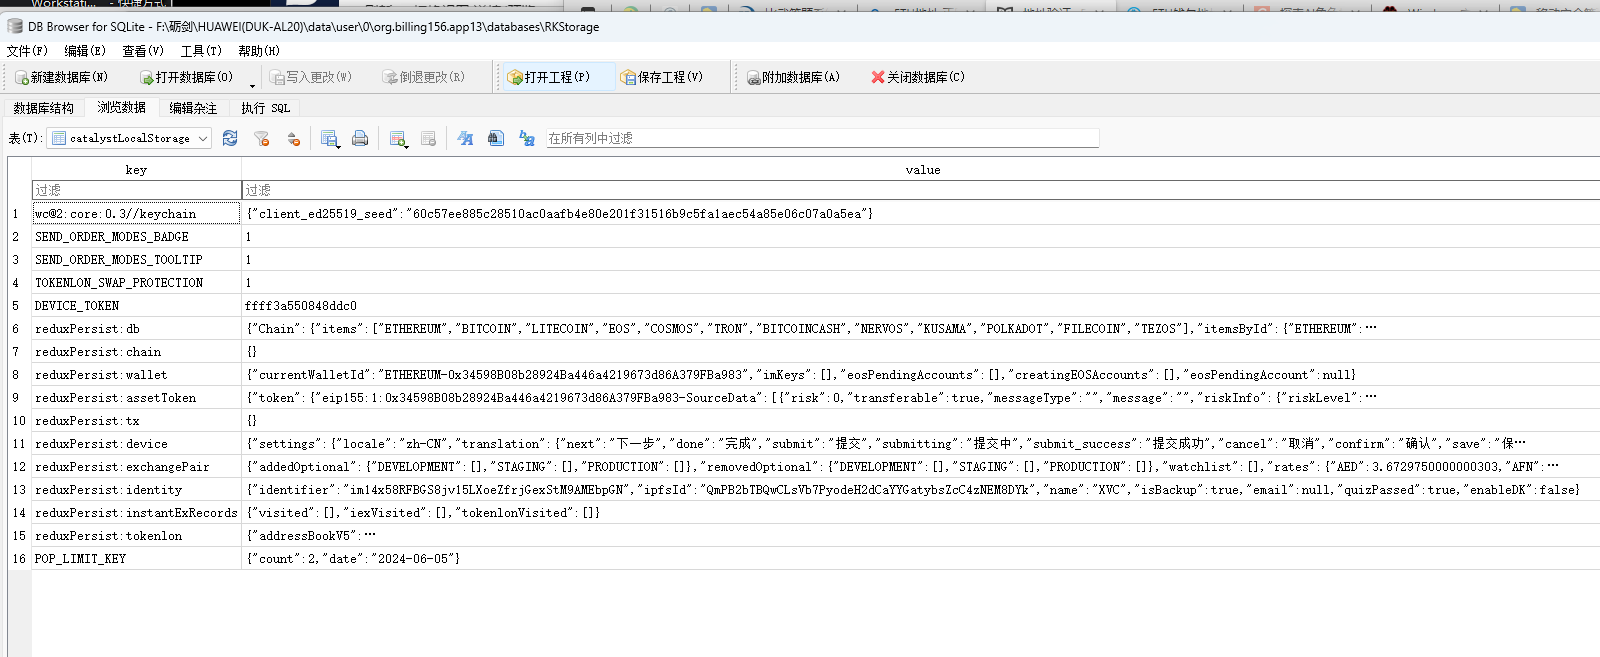 DB Browser for SQLite - F:\砺剑\HUAWEI(DUK-AL20)\data\user\0\org.billing156.app13\databases\RKStorage
文件(F) 编辑(E) 查看(V) 工具(T) 帮助(H)
新建数据库(N) 打开数据库(O) 写入更改(W) 倒退更改(R) 打开工程(P) 保存工程(V) 附加数据库(A) 关闭数据库(C)
数据库结构 浏览数据 编辑杂注 执行 SQL
表(T): catalystLocalStorage 在所有列中过滤
key value
过滤 过滤
1 wc@2:core:0.3//keychain {"client_ed25519_seed":"60c57ee885c28510ac0aafb4e80e201f31516b9c5fa1aec54a85e06c07a0a5ea"}
2 SEND_ORDER_MODES_BADGE 1
3 SEND_ORDER_MODES_TOOLTIP 1
4 TOKENLON_SWAP_PROTECTION 1
5 DEVICE_TOKEN ffff3a550848ddc0
6 reduxPersist:db {"Chain":{"items":["ETHEREUM","BITCOIN","LITECOIN","EOS","COSMOS","TRON","BITCOINCASH","NERVOS","KUSAMA","POLKADOT","FILECOIN","TEZOS"],"itemsById":{"ETHEREUM":…
7 reduxPersist:chain {}
8 reduxPersist:wallet {"currentWalletId":"ETHEREUM-0x34598B08b28924Ba446a4219673d86A379FBa983","imKeys":[],"eosPendingAccounts":[],"creatingEOSAccounts":[],"eosPendingAccount":null}
9 reduxPersist:assetToken {"token":{"eip155:1:0x34598B08b28924Ba446a4219673d86A379FBa983-SourceData":[{"risk":0,"transferable":true,"messageType":"","message":"","riskInfo":{"riskLevel":…
10 reduxPersist:tx {}
11 reduxPersist:device {"settings":{"locale":"zh-CN","translation":{"next":"下一步","done":"完成","submit":"提交","submitting":"提交中","submit_success":"提交成功","cancel":"取消","confirm":"确认","save":"保…
12 reduxPersist:exchangePair {"addedOptional":{"DEVELOPMENT":[],"STAGING":[],"PRODUCTION":[]},"removedOptional":{"DEVELOPMENT":[],"STAGING":[],"PRODUCTION":[]},"watchlist":[],"rates":{"AED":3.6729750000000303,"AFN":…
13 reduxPersist:identity {"identifier":"im14x58RFBGS8jv15LXoeZfrjGexStM9AMEbpGN","ipfsId":"QmPB2bTBQwCLsVb7PyodeH2dCaYYGatybsZcC4zNEM8DYk","name":"XVC","isBackup":true,"email":null,"quizPassed":true,"enableDK":false}
14 reduxPersist:instantExRecords {"visited":[],"iexVisited":[],"tokenlonVisited":[]}
15 reduxPersist:tokenlon {"addressBookV5":…
16 POP_LIMIT_KEY {"count":2,"date":"2024-06-05"}